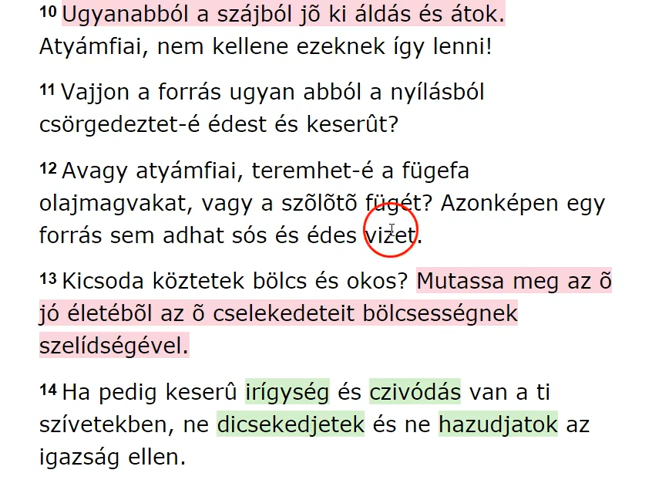 10 Ugyanabból a szájból jõ ki áldás és átok.
Atyámfiai, nem kellene ezeknek így lenni!
11 Vajjon a forrás ugyan abból a nyílásból
csörgedeztet-é édest és keserût?
12 Avagy atyámfiai, teremhet-é a fügefa
olajmagvakat, vagy a szõlõtõ fügét? Azonképen egy
forrás sem adhat sós és édes vizet.
13 Kicsoda köztetek bölcs és okos? Mutassa meg az õ
jó életébõl az õ cselekedeteit bölcsességnek
szelídségével.
14 Ha pedig keserû irígység és czivódás van a ti
szívetekben, ne dicsekedjetek és ne hazudjatok az
igazság ellen.